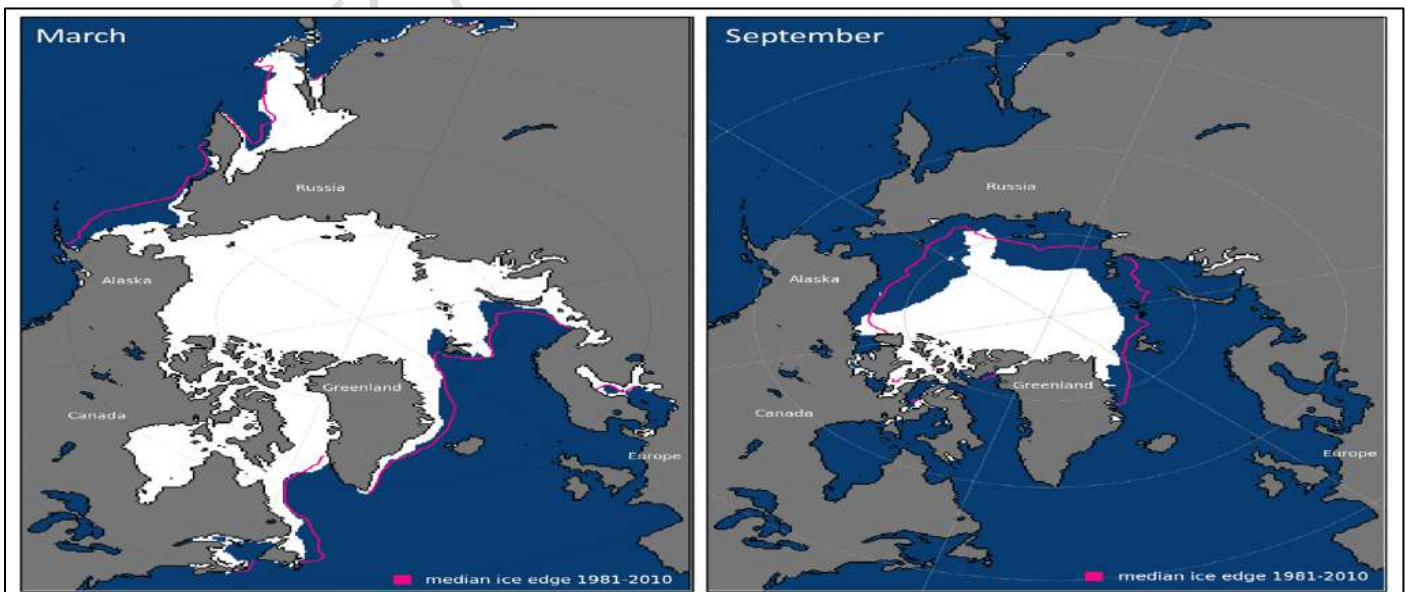 March
Russia
Alaska
Greenland
Canada
Europe
median ice edge 1981-2010
September
Russia
Alaska
Greenland
Canada
Europe
median ice edge 1981-2010